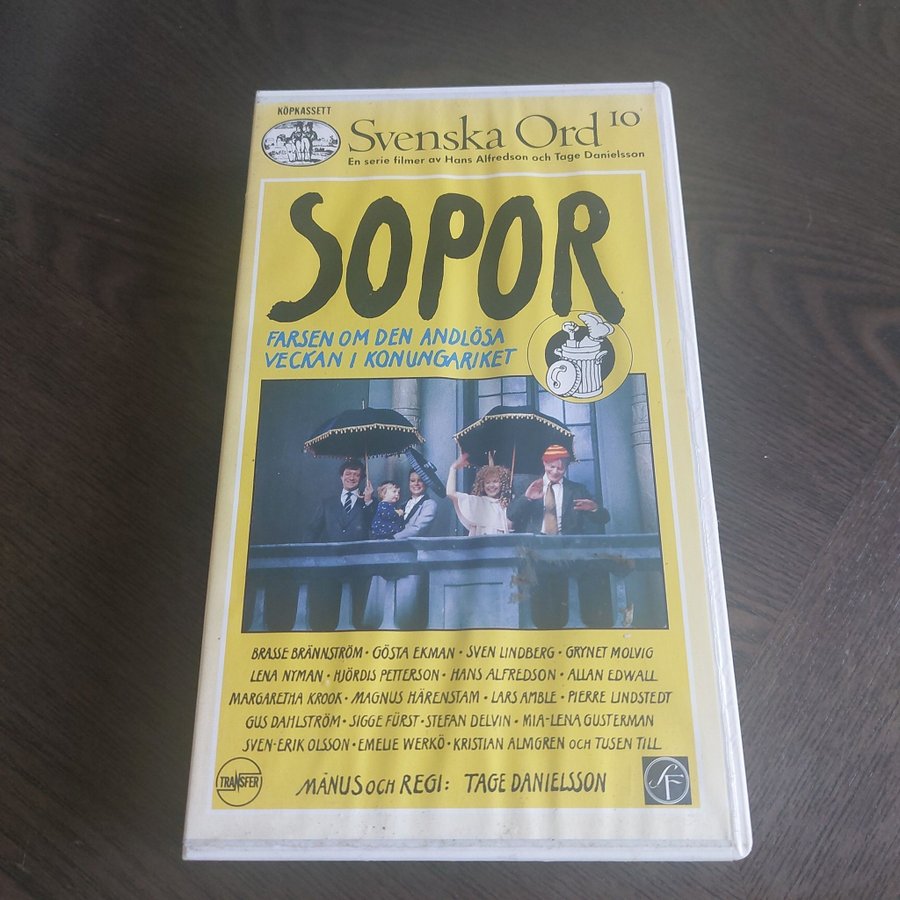 KÖPKASSETT
Svenska Ord 10
En serie filmer av Hans Alfredson och Tage Danielsson
SOPOR
FARSEN OM DEN ANDLÖSA
VECKAN I KONUNGARIKET
BRASSE BRÄNNSTRÖM • GÖSTA EKMAN • SVEN LINDBERG • GRYNET MOLVIG
LENA NYMAN • HJÖRDIS PETTERSON • HANS ALFREDSON • ALLAN EDWALL
MARGARETHA KROOK • MAGNUS HÄRENSTAM • LARS AMBLE • PIERRE LINDSTEDT
GUS DAHLSTRÖM • SIGGE FÜRST • STEFAN DELVIN • MIA-LENA GUSTERMAN
SVEN-ERIK OLSSON • EMELIE WERKÖ • KRISTIAN ALMGREN OCH TUSEN TILL
TRANSFER
MANUS OCH REGI: TAGE DANIELSSON
SF